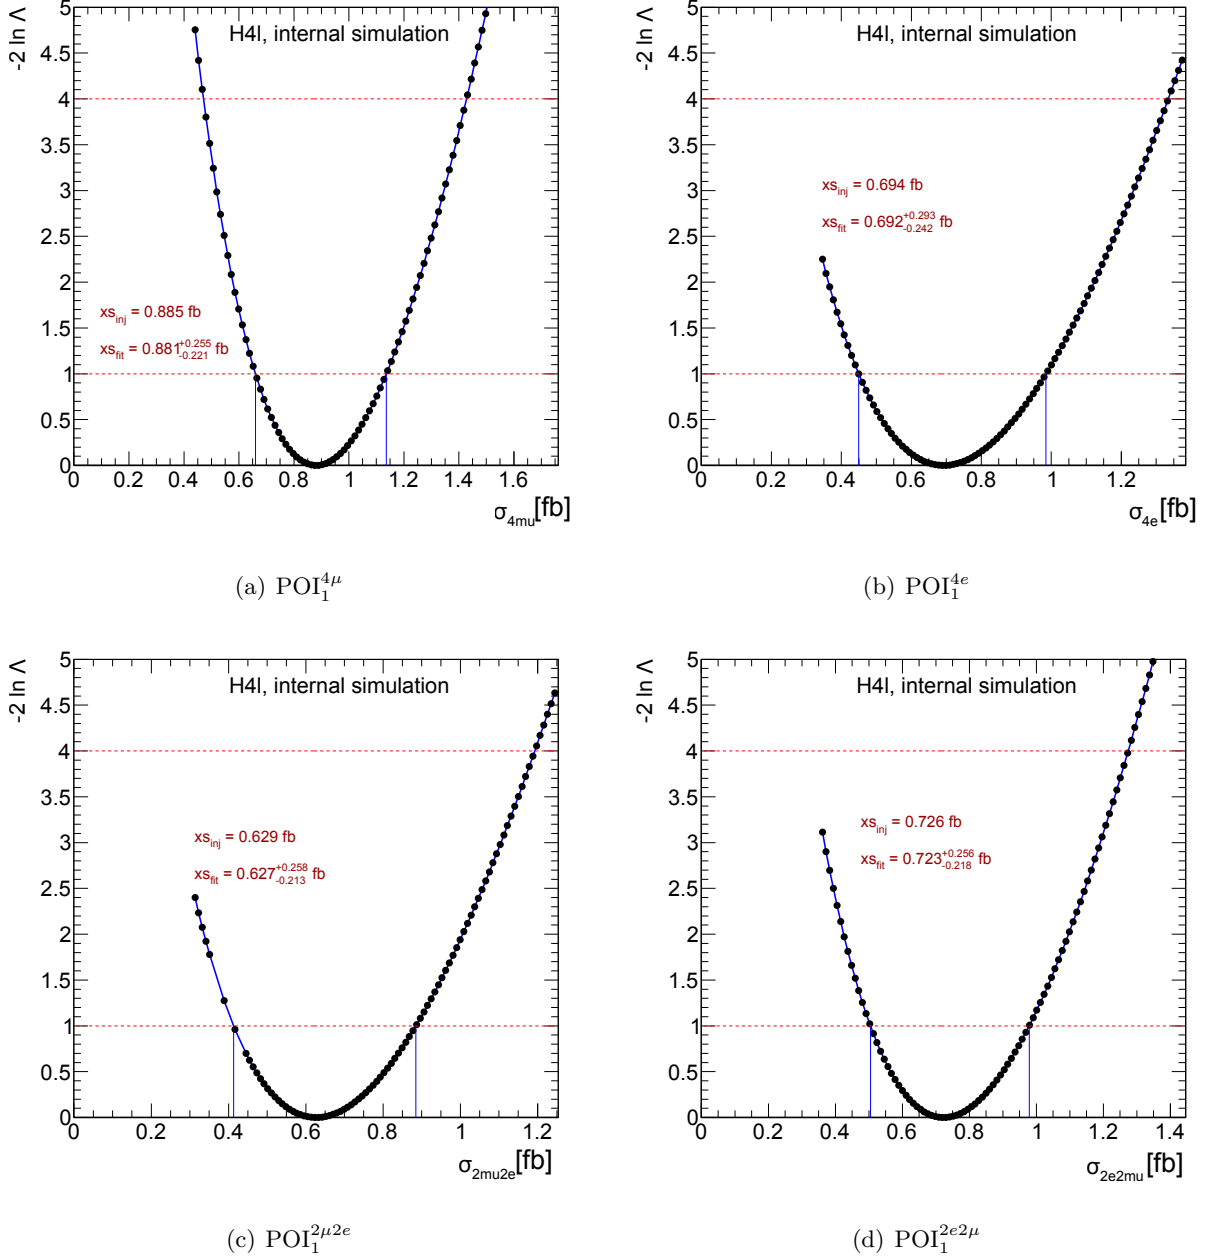 -2 ln Λ
5
4.5
4
3.5
3
2.5
2
1.5
1
0.5
0
H4l, internal simulation
xs_inj = 0.885 fb
xs_fit = 0.881 +0.255 -0.221 fb
0 0.2 0.4 0.6 0.8 1 1.2 1.4 1.6
σ_4mu [fb]
(a) POI_1^{4μ}
-2 ln Λ
5
4.5
4
3.5
3
2.5
2
1.5
1
0.5
0
H4l, internal simulation
xs_inj = 0.694 fb
xs_fit = 0.692 +0.293 -0.242 fb
0 0.2 0.4 0.6 0.8 1 1.2
σ_4e [fb]
(b) POI_1^{4e}
-2 ln Λ
5
4.5
4
3.5
3
2.5
2
1.5
1
0.5
0
H4l, internal simulation
xs_inj = 0.629 fb
xs_fit = 0.627 +0.258 -0.213 fb
0 0.2 0.4 0.6 0.8 1 1.2
σ_2mu2e [fb]
(c) POI_1^{2μ2e}
-2 ln Λ
5
4.5
4
3.5
3
2.5
2
1.5
1
0.5
0
H4l, internal simulation
xs_inj = 0.726 fb
xs_fit = 0.723 +0.256 -0.218 fb
0 0.2 0.4 0.6 0.8 1 1.2 1.4
σ_2e2mu [fb]
(d) POI_1^{2e2μ}